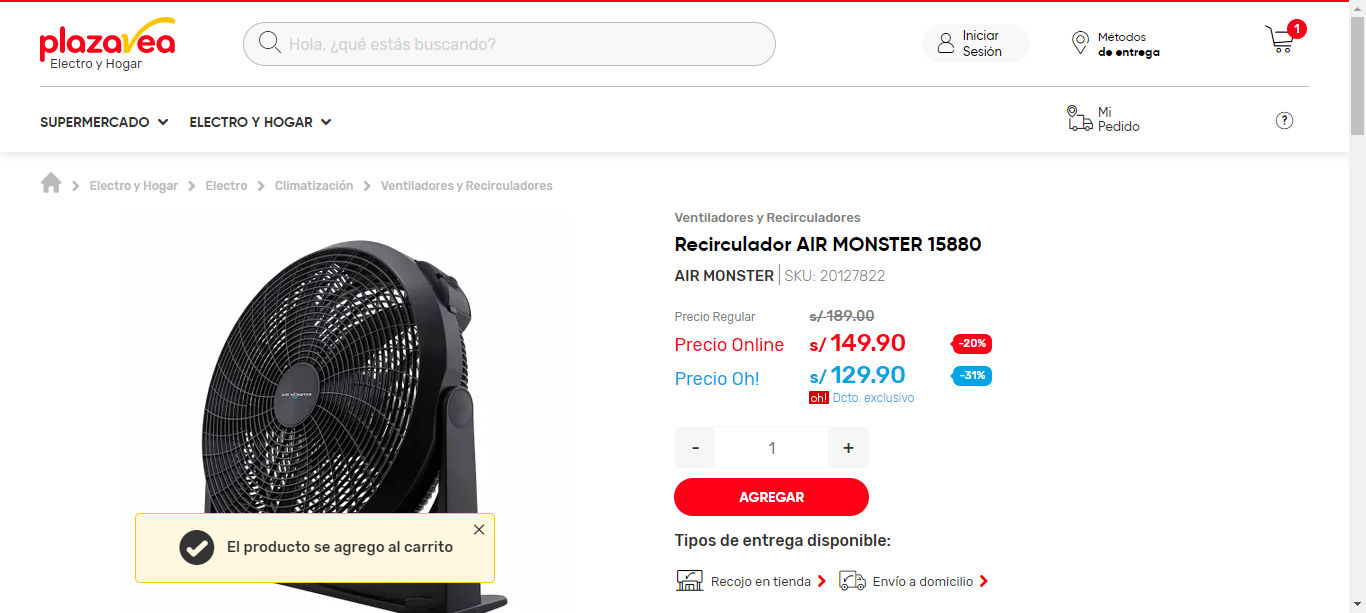 plazavea
Electro y Hogar
Hola, ¿qué estás buscando?
Iniciar
Sesión
Métodos
de entrega
1
SUPERMERCADO
ELECTRO Y HOGAR
Mi
Pedido
?
Electro y Hogar > Electro > Climatización > Ventiladores y Recirculadores
Ventiladores y Recirculadores
Recirculador AIR MONSTER 15880
AIR MONSTER | SKU: 20127822
Precio Regular s/ 189.00
Precio Online s/ 149.90 -20%
Precio Oh! s/ 129.90 -31%
oh! Dcto. exclusivo
- 1 +
AGREGAR
Tipos de entrega disponible:
Recojo en tienda
Envío a domicilio
AIR MONSTER
El producto se agrego al carrito